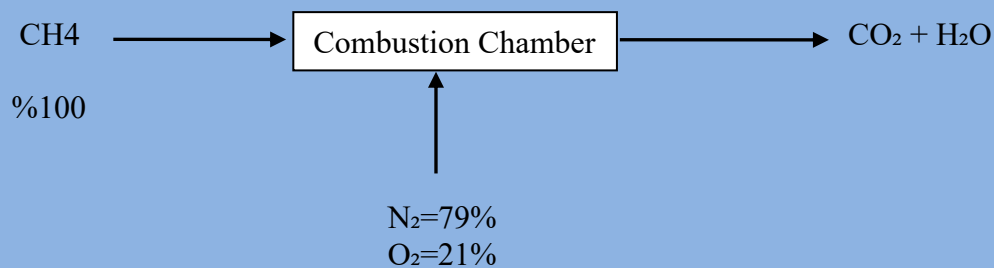 CH4
Combustion Chamber
CO₂ + H₂O
%100
N₂=79%
O₂=21%